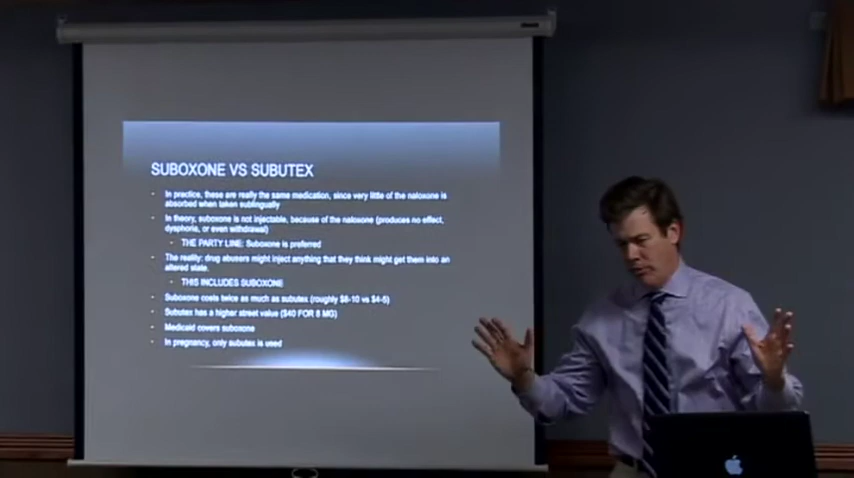 SUBOXONE VS SUBUTEX
- In practice, these are really the same medication, since very little of the naloxone is
absorbed when taken sublingually
- In theory, suboxone is not injectable, because of the naloxone (produces no effect,
dysphoria, or even withdrawal)
- THE PARTY LINE: Suboxone is preferred
- The reality: drug abusers might inject anything that they think might get them into an
altered state.
- THIS INCLUDES SUBOXONE
- Suboxone costs twice as much as subutex (roughly $8-10 vs $4-5)
- Subutex has a higher street value ($40 FOR 8 MG)
- Medicaid covers suboxone
- In pregnancy, only subutex is used